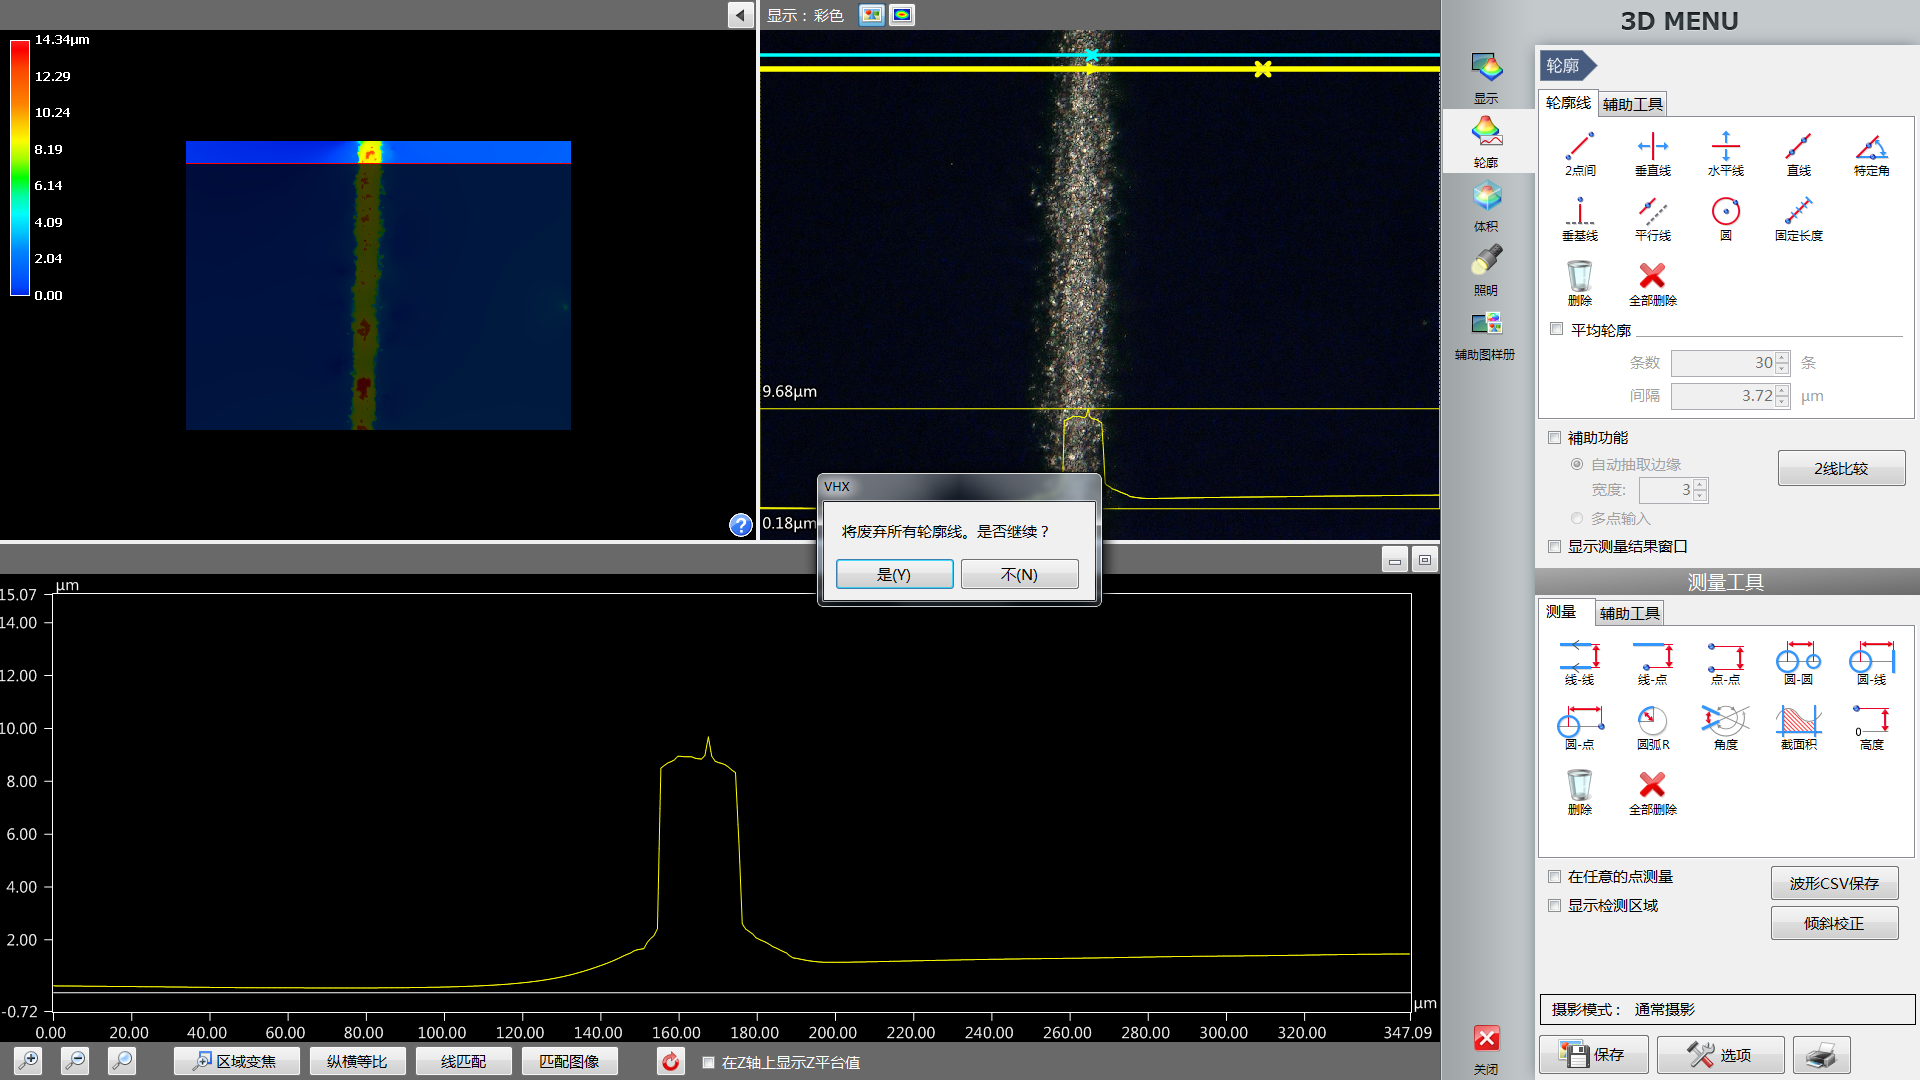 显示：彩色
3D MENU
14.34μm
12.29
10.24
8.19
6.14
4.09
2.04
0.00
9.68μm
0.18μm
VHX
将废弃所有轮廓线。是否继续？
是(Y)
不(N)
显示
轮廓
体积
照明
辅助图样册
关闭
轮廓
轮廓线
辅助工具
2点间
垂直线
水平线
直线
特定角
垂基线
平行线
圆
固定长度
删除
全部删除
平均轮廓
条数 30 条
间隔 3.72 μm
補助功能
自动抽取边缘
宽度: 3
多点输入
2线比较
显示测量结果窗口
测量工具
测量
辅助工具
线-线
线-点
点-点
圆-圆
圆-线
圆-点
圆弧R
角度
截面积
0
高度
删除
全部删除
在任意的点测量
显示检测区域
波形CSV保存
倾斜校正
摄影模式： 通常摄影
保存
选项
μm
15.07
14.00
12.00
10.00
8.00
6.00
4.00
2.00
-0.72
μm
0.00 20.00 40.00 60.00 80.00 100.00 120.00 140.00 160.00 180.00 200.00 220.00 240.00 260.00 280.00 300.00 320.00 347.09
区域变焦
纵横等比
线匹配
匹配图像
在Z轴上显示Z平台值